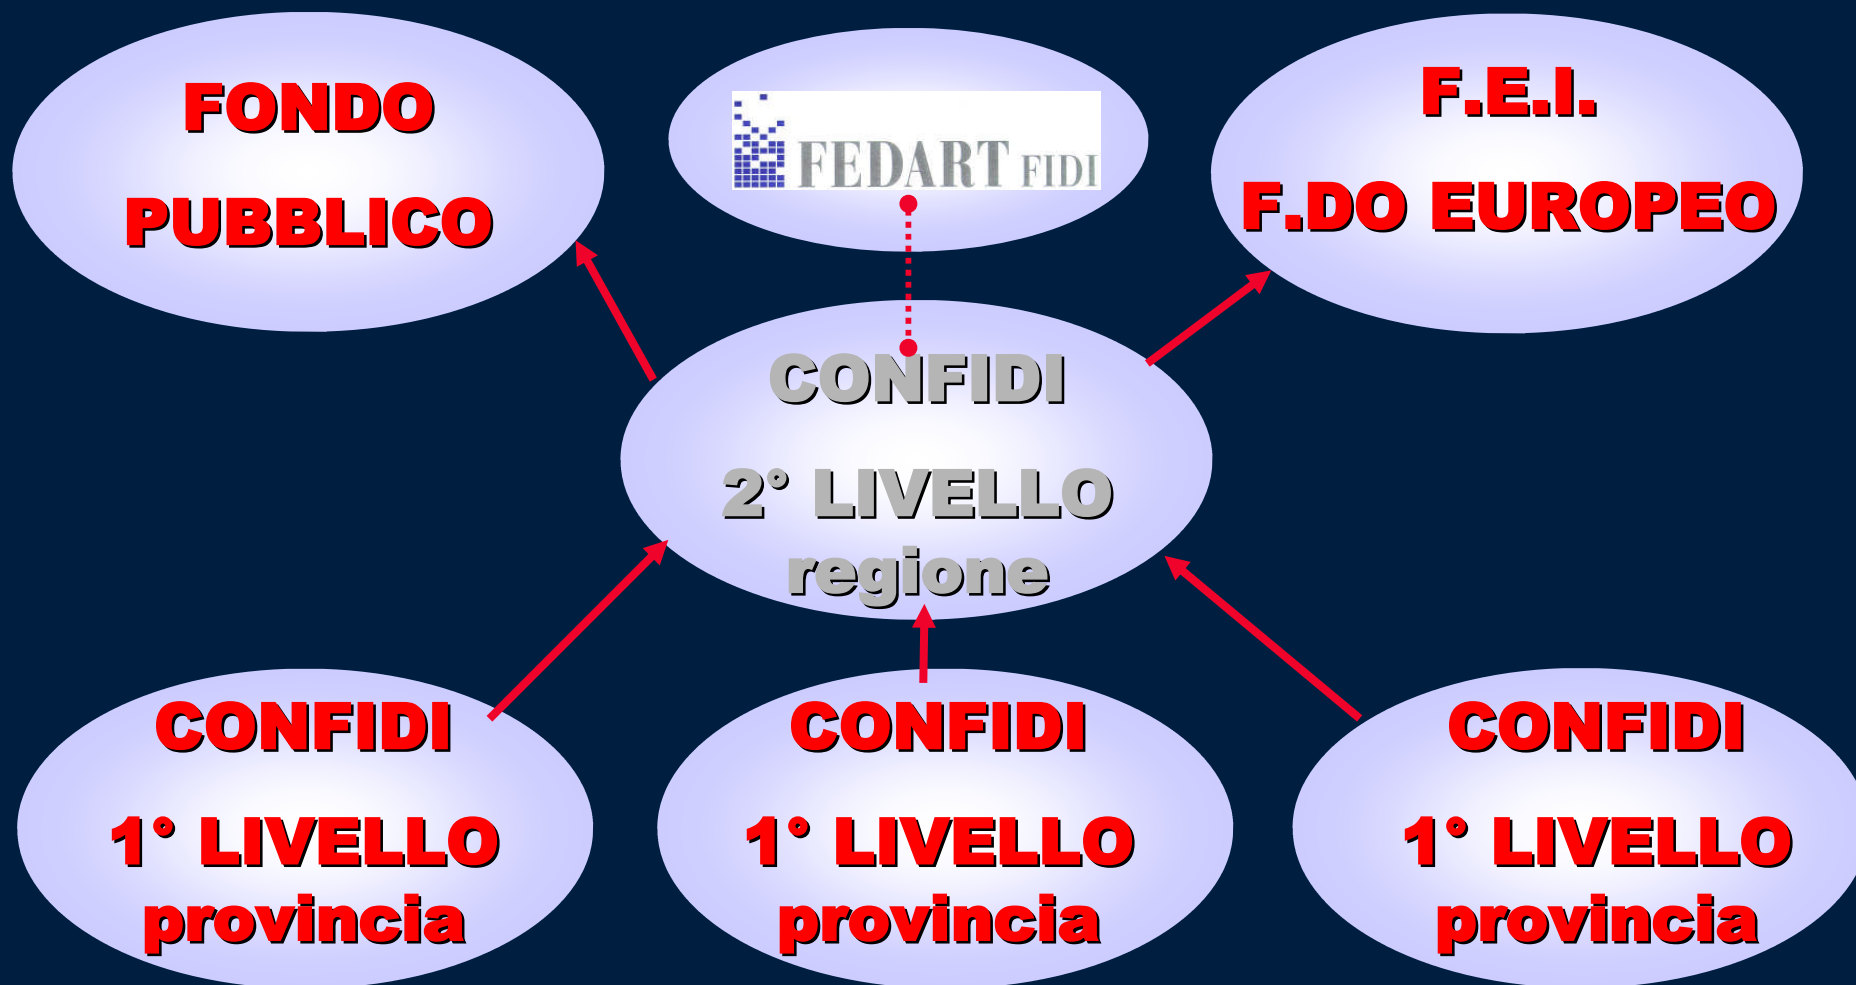 FONDO
PUBBLICO
FEDART FIDI
F.E.I.
F.DO EUROPEO
CONFIDI
2° LIVELLO
regione
CONFIDI
1° LIVELLO
provincia
CONFIDI
1° LIVELLO
provincia
CONFIDI
1° LIVELLO
provincia